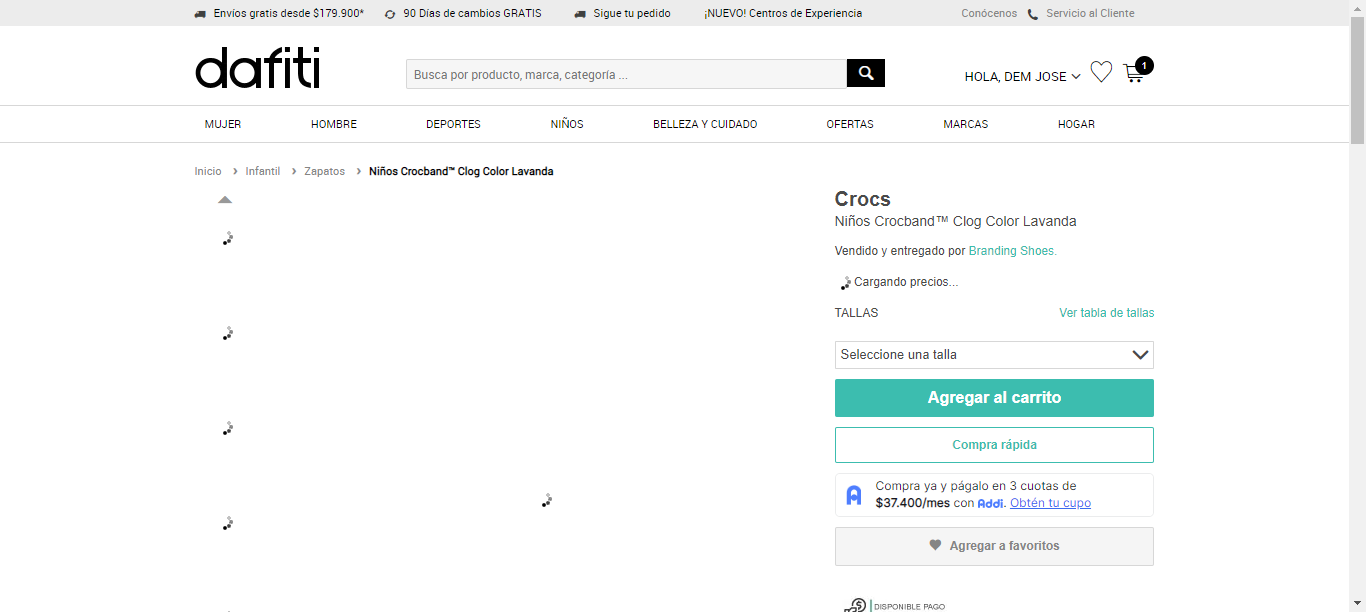 Envíos gratis desde $179.900* 90 Días de cambios GRATIS Sigue tu pedido ¡NUEVO! Centros de Experiencia Conócenos Servicio al Cliente
dafiti
Busca por producto, marca, categoría ...
HOLA, DEM JOSE
1
MUJER HOMBRE DEPORTES NIÑOS BELLEZA Y CUIDADO OFERTAS MARCAS HOGAR
Inicio > Infantil > Zapatos > Niños Crocband™ Clog Color Lavanda
Crocs
Niños Crocband™ Clog Color Lavanda
Vendido y entregado por Branding Shoes.
Cargando precios...
TALLAS Ver tabla de tallas
Seleccione una talla
Agregar al carrito
Compra rápida
Compra ya y págalo en 3 cuotas de
$37.400/mes con Addi. Obtén tu cupo
Agregar a favoritos
DISPONIBLE PAGO